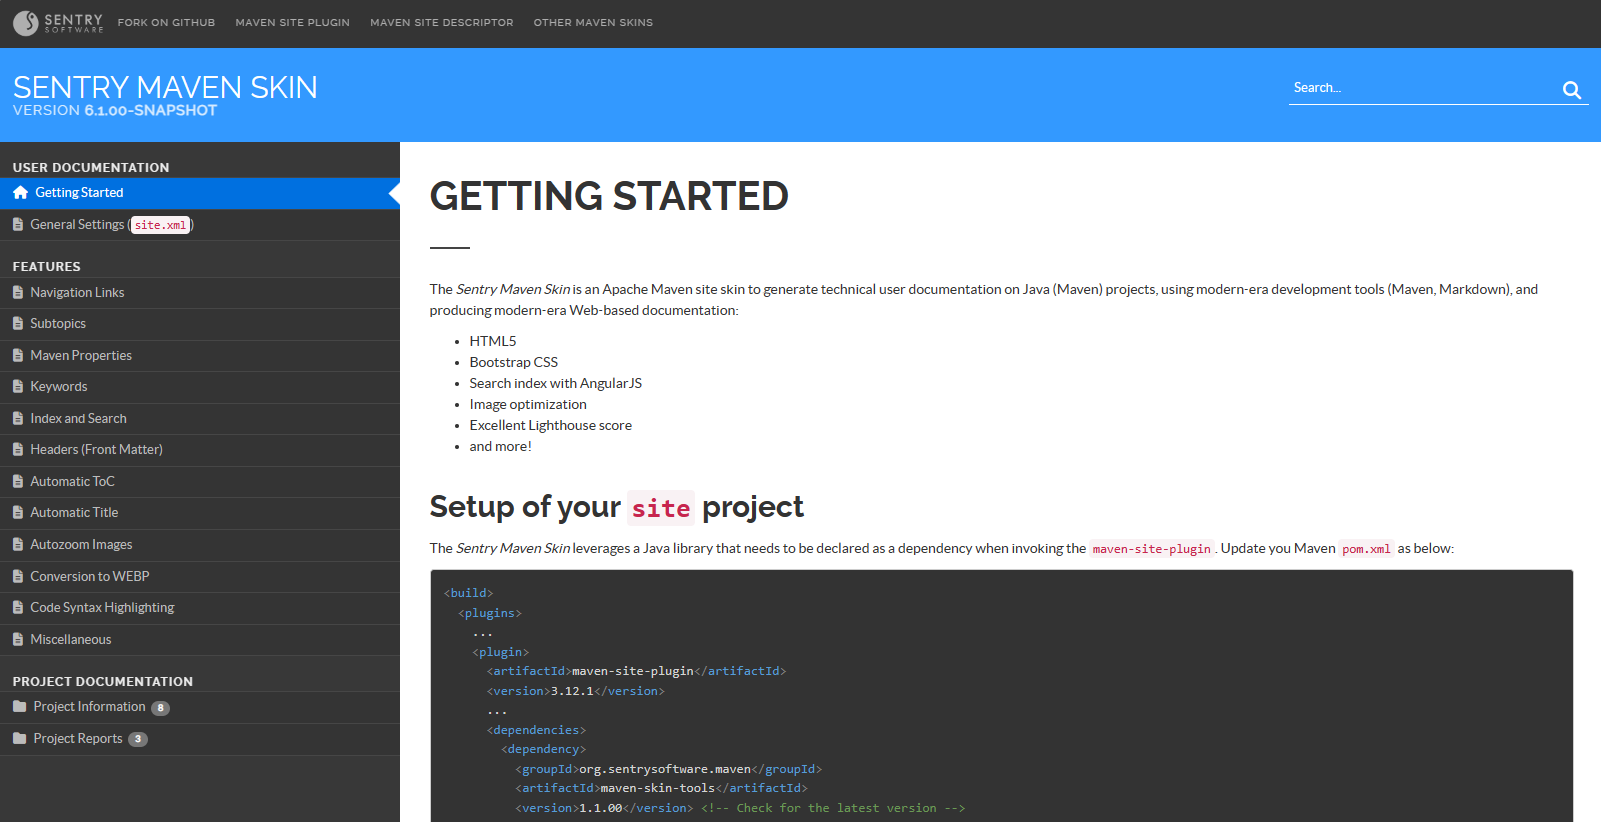 SENTRY
SOFTWARE
FORK ON GITHUB
MAVEN SITE PLUGIN
MAVEN SITE DESCRIPTOR
OTHER MAVEN SKINS
SENTRY MAVEN SKIN
VERSION 6.1.00-SNAPSHOT
Search...
USER DOCUMENTATION
Getting Started
General Settings (site.xml)
FEATURES
Navigation Links
Subtopics
Maven Properties
Keywords
Index and Search
Headers (Front Matter)
Automatic ToC
Automatic Title
Autozoom Images
Conversion to WEBP
Code Syntax Highlighting
Miscellaneous
PROJECT DOCUMENTATION
Project Information 8
Project Reports 3
GETTING STARTED
The Sentry Maven Skin is an Apache Maven site skin to generate technical user documentation on Java (Maven) projects, using modern-era development tools (Maven, Markdown), and
producing modern-era Web-based documentation:
• HTML5
• Bootstrap CSS
• Search index with AngularJS
• Image optimization
• Excellent Lighthouse score
• and more!
Setup of your site project
The Sentry Maven Skin leverages a Java library that needs to be declared as a dependency when invoking the maven-site-plugin. Update you Maven pom.xml as below:
<build>
<plugins>
...
<plugin>
<artifactId>maven-site-plugin</artifactId>
<version>3.12.1</version>
...
<dependencies>
<dependency>
<groupId>org.sentrysoftware.maven</groupId>
<artifactId>maven-skin-tools</artifactId>
<version>1.1.00</version> <!-- Check for the latest version -->